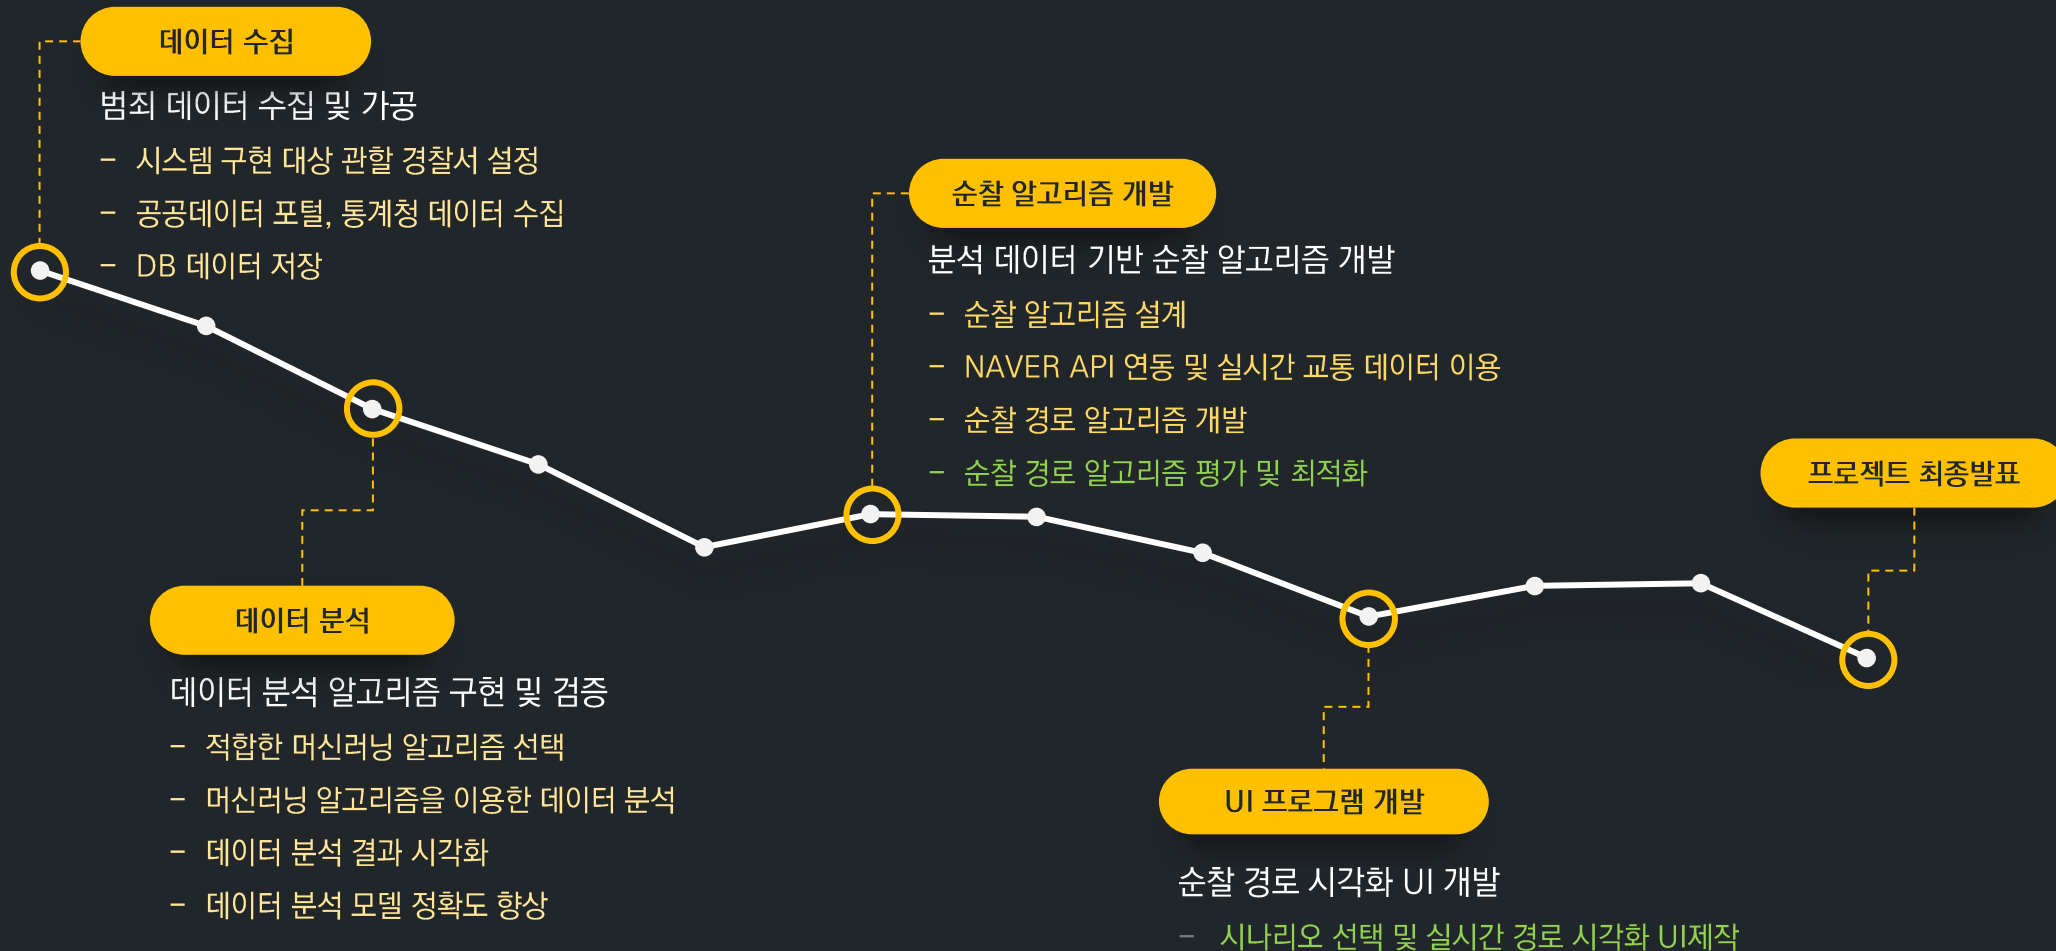 데이터 수집
범죄 데이터 수집 및 가공
– 시스템 구현 대상 관할 경찰서 설정
– 공공데이터 포털, 통계청 데이터 수집
– DB 데이터 저장
데이터 분석
데이터 분석 알고리즘 구현 및 검증
– 적합한 머신러닝 알고리즘 선택
– 머신러닝 알고리즘을 이용한 데이터 분석
– 데이터 분석 결과 시각화
– 데이터 분석 모델 정확도 향상
순찰 알고리즘 개발
분석 데이터 기반 순찰 알고리즘 개발
– 순찰 알고리즘 설계
– NAVER API 연동 및 실시간 교통 데이터 이용
– 순찰 경로 알고리즘 개발
– 순찰 경로 알고리즘 평가 및 최적화
UI 프로그램 개발
순찰 경로 시각화 UI 개발
– 시나리오 선택 및 실시간 경로 시각화 UI제작
프로젝트 최종발표